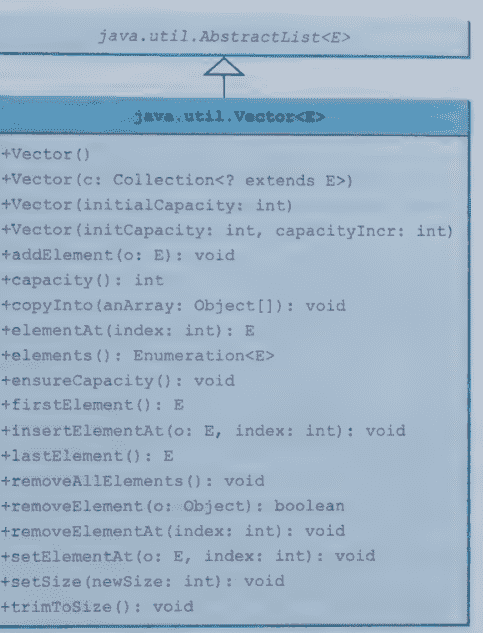 java.util.AbstractList<E>
java.util.Vector<E>
+Vector()
+Vector(c: Collection<? extends E>)
+Vector(initialCapacity: int)
+Vector(initCapacity: int, capacityIncr: int)
+addElement(o: E): void
+capacity(): int
+copyInto(anArray: Object[]): void
+elementAt(index: int): E
+elements(): Enumeration<E>
+ensureCapacity(): void
+firstElement(): E
+insertElementAt(o: E, index: int): void
+lastElement(): E
+removeAllElements(): void
+removeElement(o: Object): boolean
+removeElementAt(index: int): void
+setElementAt(o: E, index: int): void
+setSize(newSize: int): void
+trimToSize(): void